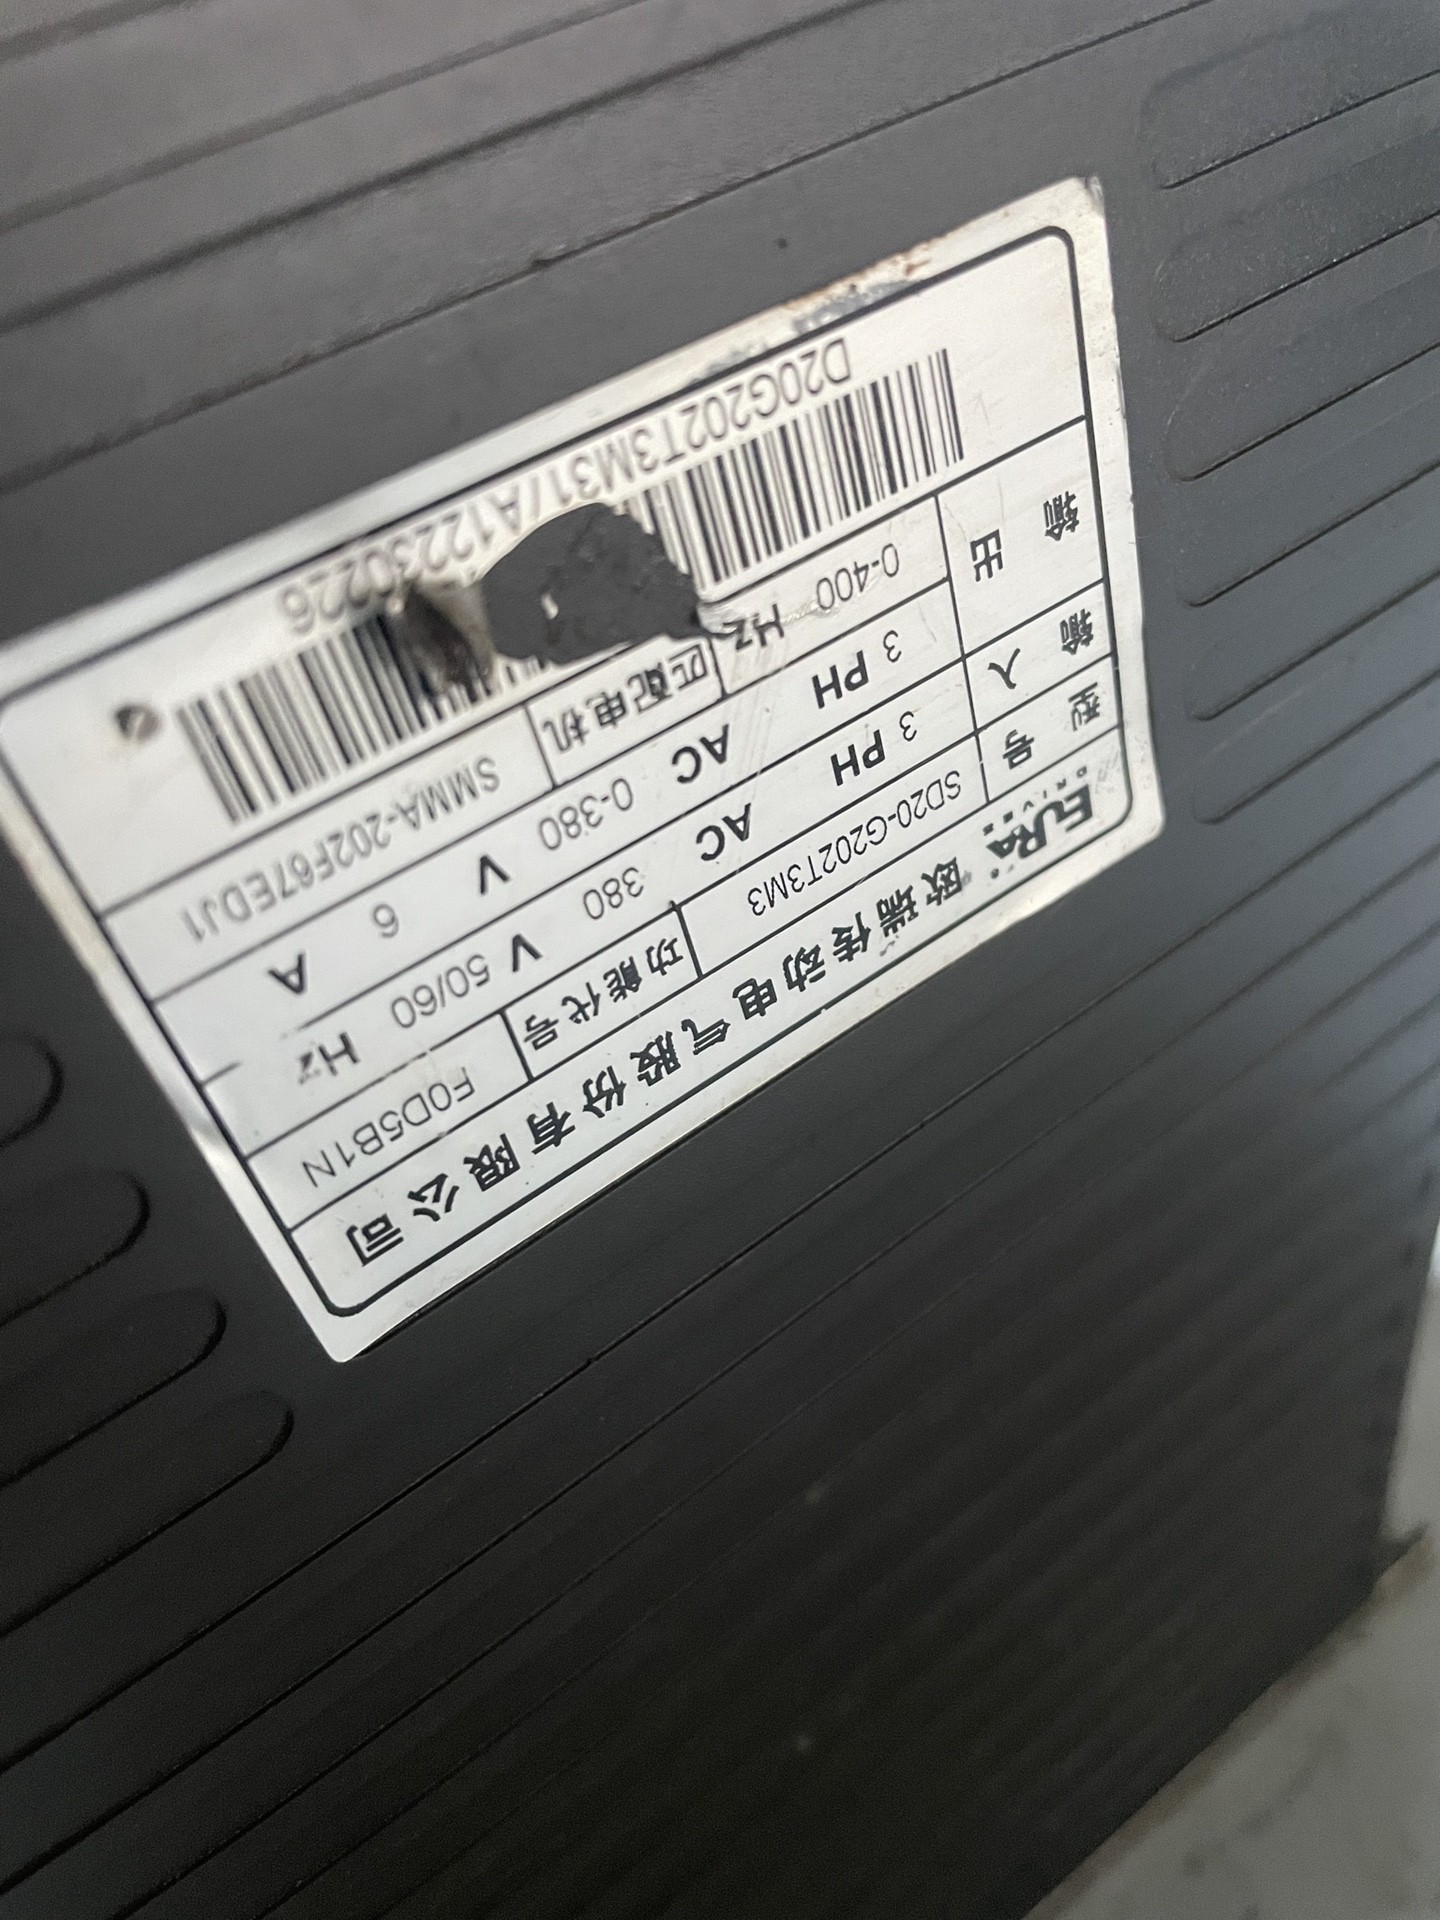 EURA 欧瑞传动电气股份有限公司
DRIVES
型号 SD20-G202T3M3 功能代号 F0D5B1N
输入 3 PH AC 380 V 50/60 Hz
输出 3 PH AC 0-380 V 6 A
0-400 Hz 匹配电机 SMMA-202F67EDJ1
D20G202T3M31/A12230226